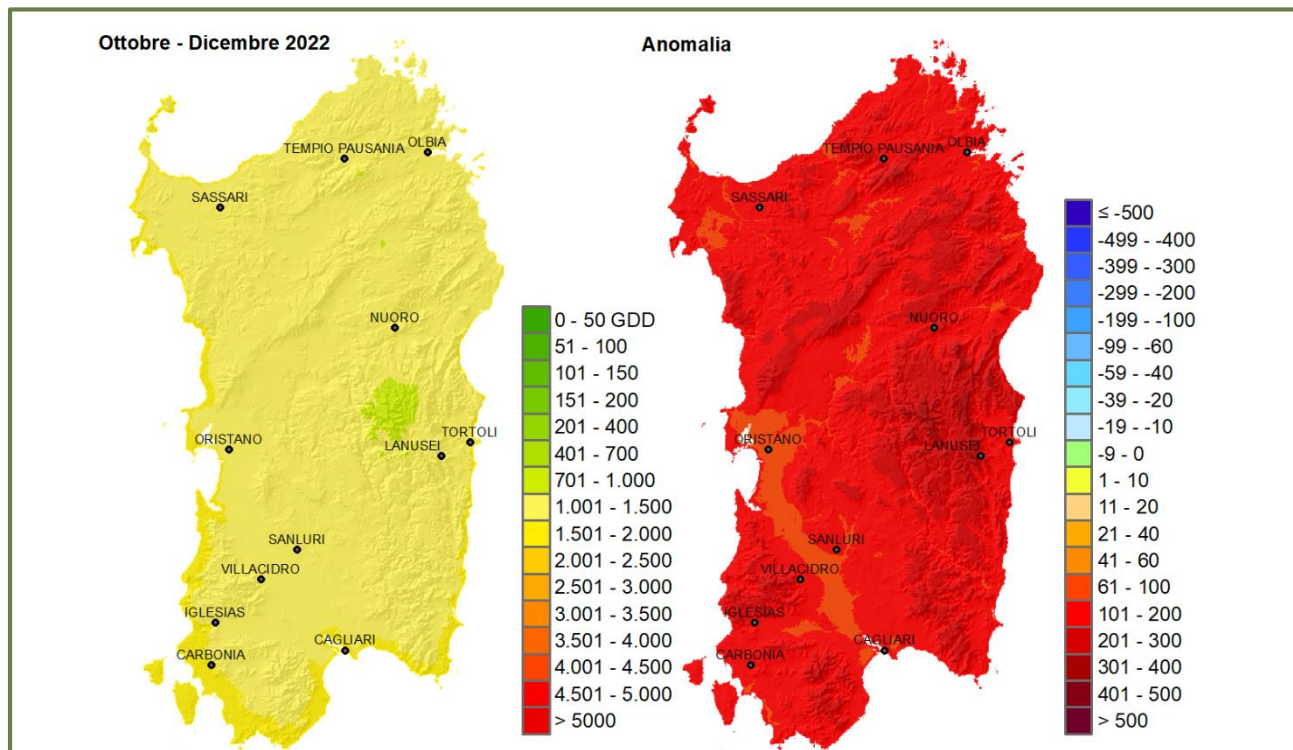 Ottobre - Dicembre 2022
TEMPIO PAUSANIA
OLBIA
SASSARI
NUORO
ORISTANO
TORTOLI
LANUSEI
SANLURI
VILLACIDRO
IGLESIAS
CAGLIARI
CARBONIA
0 - 50 GDD
51 - 100
101 - 150
151 - 200
201 - 400
401 - 700
701 - 1.000
1.001 - 1.500
1.501 - 2.000
2.001 - 2.500
2.501 - 3.000
3.001 - 3.500
3.501 - 4.000
4.001 - 4.500
4.501 - 5.000
> 5000
Anomalia
TEMPIO PAUSANIA
OLBIA
SASSARI
NUORO
ORISTANO
TORTOLI
LANUSEI
SANLURI
VILLACIDRO
IGLESIAS
CAGLIARI
CARBONIA
≤ -500
-499 - -400
-399 - -300
-299 - -200
-199 - -100
-99 - -60
-59 - -40
-39 - -20
-19 - -10
-9 - 0
1 - 10
11 - 20
21 - 40
41 - 60
61 - 100
101 - 200
201 - 300
301 - 400
401 - 500
> 500